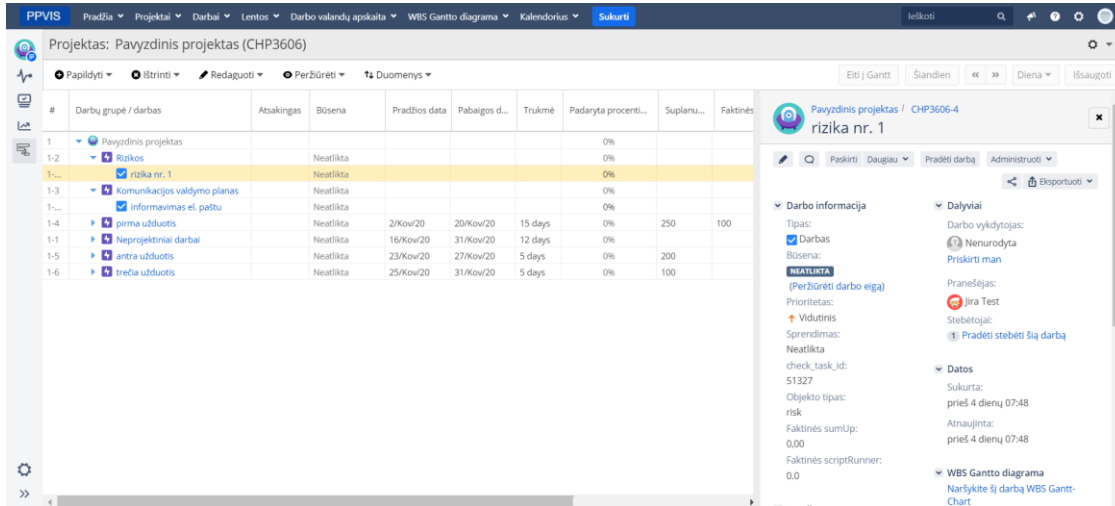 PPVIS Pradžia Projektai Darbai Lentos Darbo valandų apskaita WBS Gantto diagrama Kalendorius Sukurti Ieškoti
Projektas: Pavyzdinis projektas (CHP3606)
Papildyti Ištrinti Redaguoti Peržiūrėti Duomenys Eiti į Gantt Šiandien Diena Išsaugoti
# Darbų grupė / darbas Atsakingas Būsena Pradžios data Pabaigos d... Trukmė Padaryta procenti... Suplanu... Faktinės
1 Pavyzdinis projektas 0%
1-2 Rizikos Neatlikta 0%
1-... rizika nr. 1 Neatlikta 0%
1-3 Komunikacijos valdymo planas Neatlikta 0%
1-... informavimas el. paštu Neatlikta 0%
1-4 pirma užduotis Neatlikta 2/Kov/20 20/Kov/20 15 days 0% 250 100
1-1 Neprojektiniai darbai Neatlikta 16/Kov/20 31/Kov/20 12 days 0%
1-5 antra užduotis Neatlikta 23/Kov/20 27/Kov/20 5 days 0% 200
1-6 trečia užduotis Neatlikta 25/Kov/20 31/Kov/20 5 days 0% 100
Pavyzdinis projektas / CHP3606-4
rizika nr. 1
Paskirti Daugiau Pradėti darbą Administruoti
Eksportuoti
Darbo informacija
Tipas:
Darbas
Būsena:
NEATLIKTA
(Peržiūrėti darbo eigą)
Prioritetas:
Vidutinis
Sprendimas:
Neatlikta
check_task_id:
51327
Objekto tipas:
risk
Faktinės sumUp:
0,00
Faktinės scriptRunner:
0.0
Dalyviai
Darbo vykdytojas:
Nenurodyta
Priskirti man
Pranešėjas:
Jira Test
Stebėtojai:
1 Pradėti stebėti šią darbą
Datos
Sukurta:
prieš 4 dienų 07:48
Atnaujinta:
prieš 4 dienų 07:48
WBS Gantto diagrama
Naršykite šį darbą WBS Gantt-
Chart